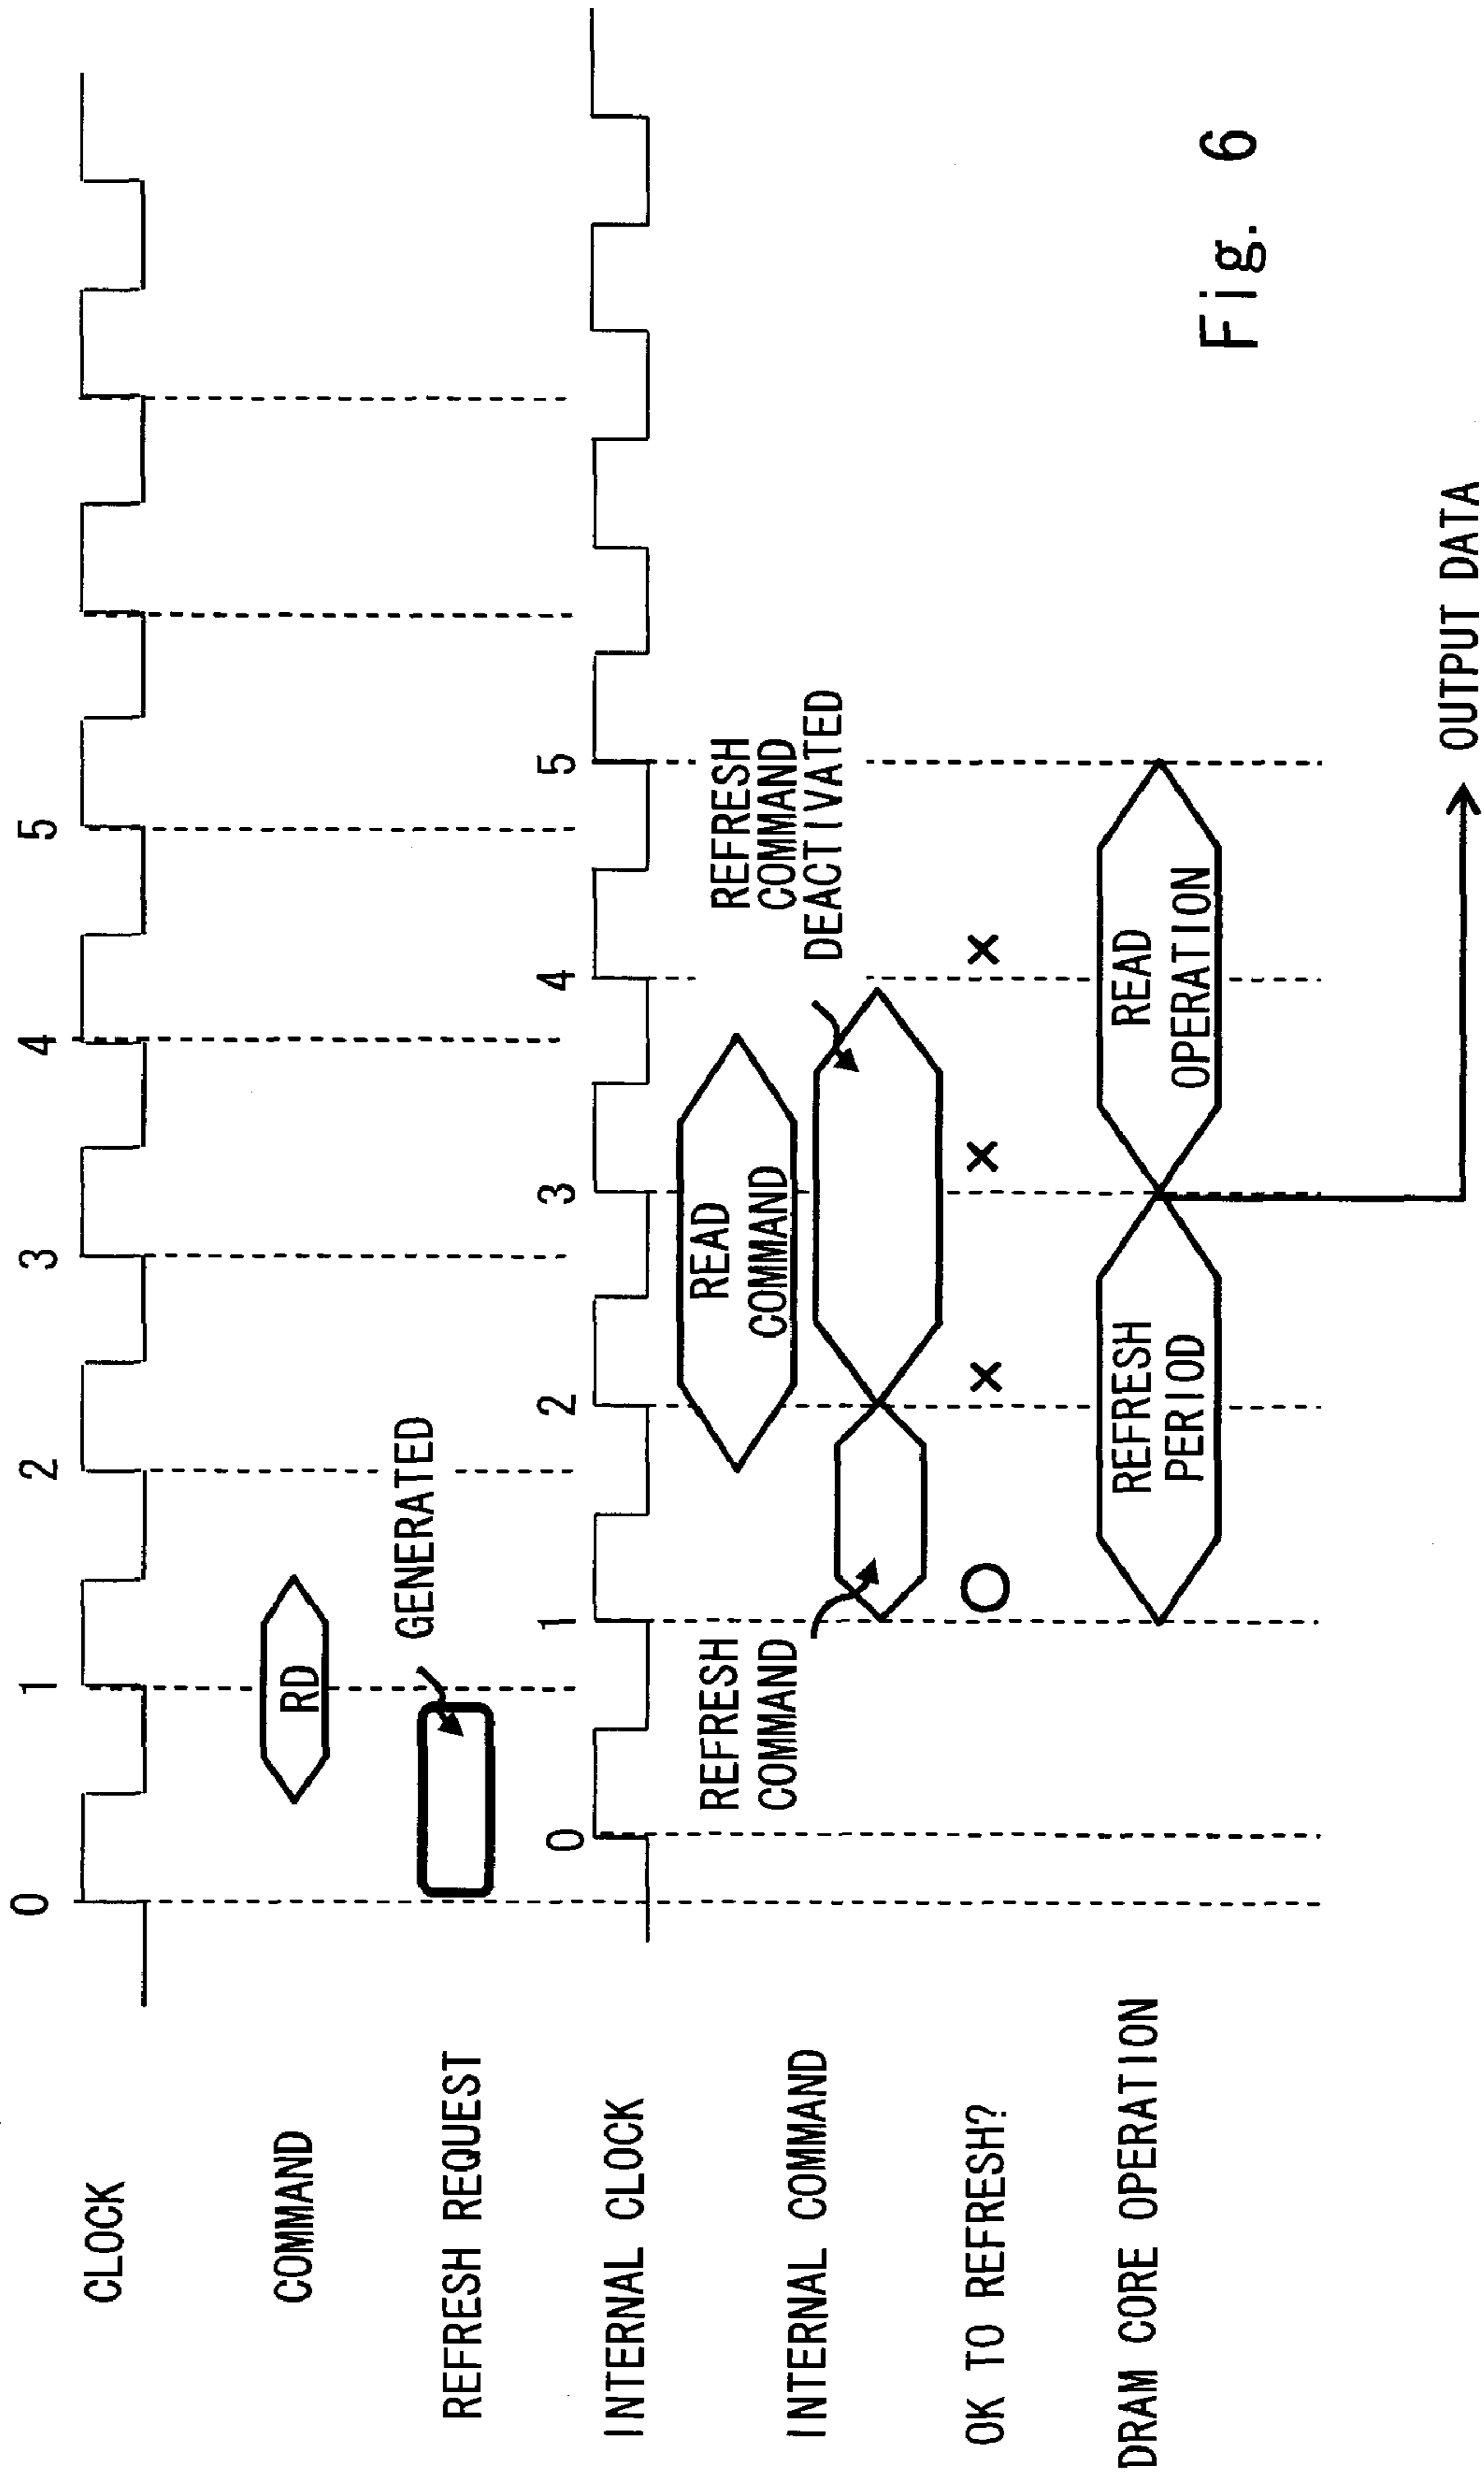 CLOCK
0
1
2
3
4
5
COMMAND
RD
REFRESH REQUEST
GENERATED
INTERNAL CLOCK
0
1
2
3
4
5
INTERNAL COMMAND
REFRESH
COMMAND
READ
COMMAND
REFRESH
COMMAND
DEACTIVATED
OK TO REFRESH?
○
×
×
×
DRAM CORE OPERATION
REFRESH
PERIOD
READ
OPERATION
OUTPUT DATA
Fig. 6